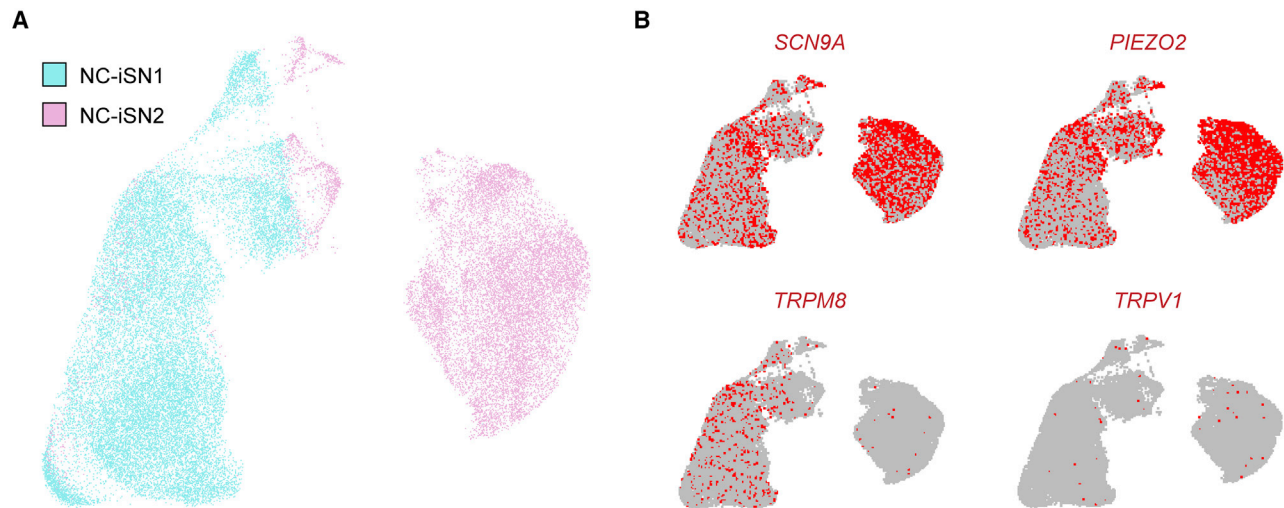 A
NC-iSN1
NC-iSN2
B
SCN9A
PIEZO2
TRPM8
TRPV1